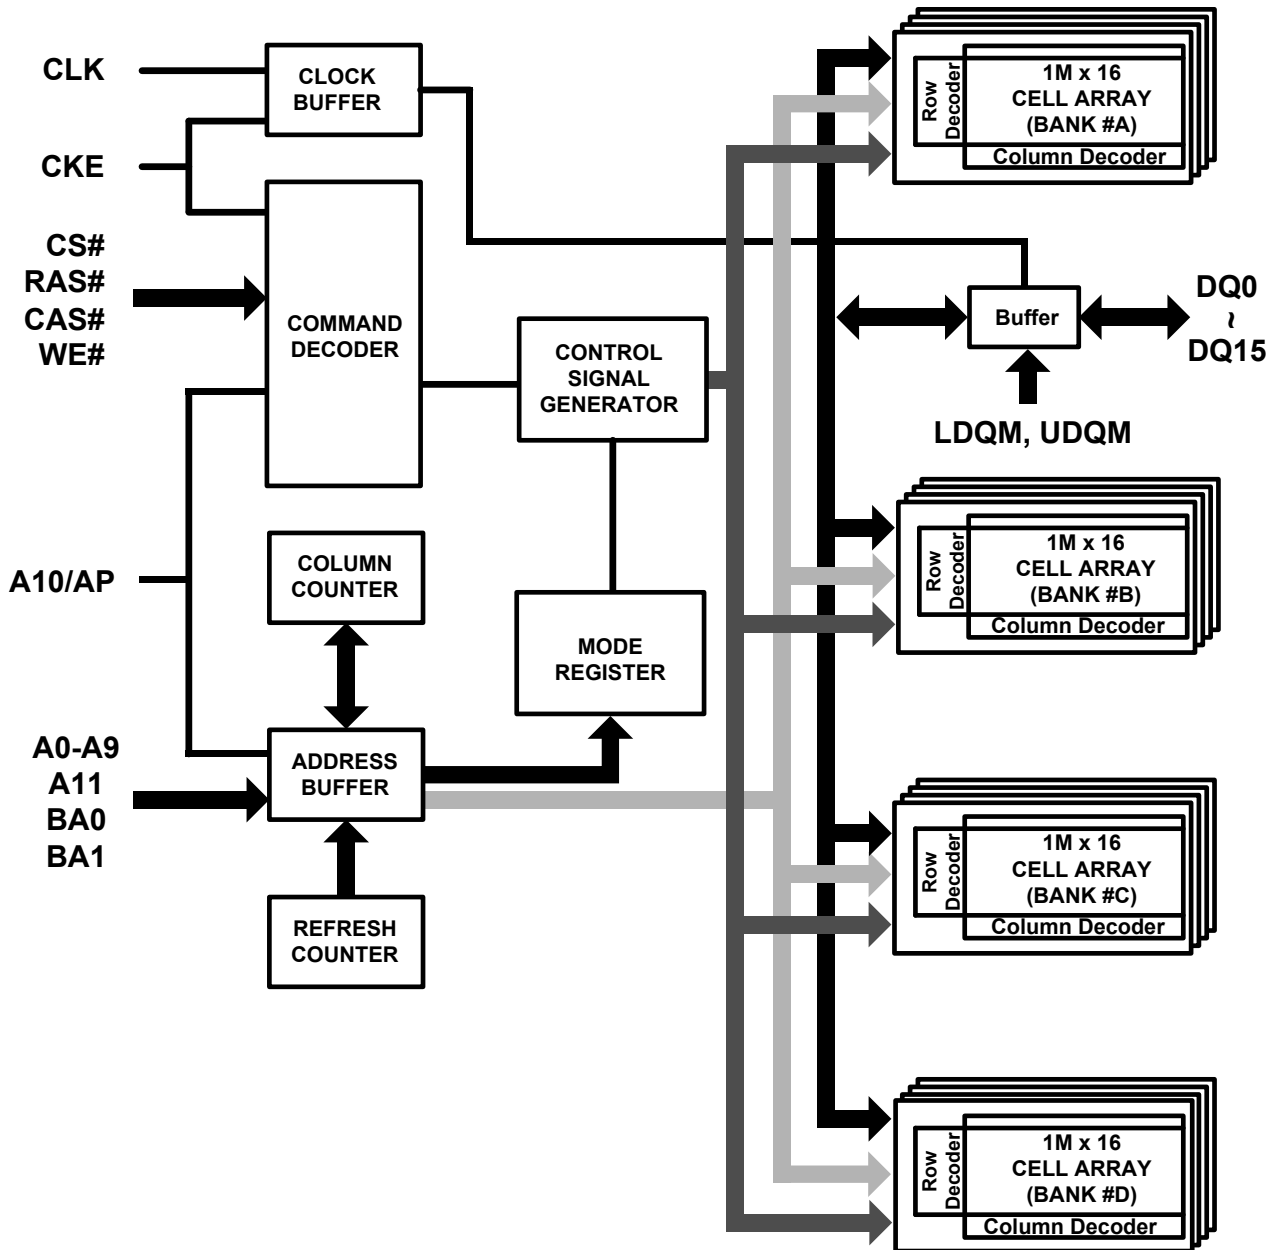 CLK
CKE
CS#
RAS#
CAS#
WE#
A10/AP
A0-A9
A11
BA0
BA1
CLOCK
BUFFER
COMMAND
DECODER
COLUMN
COUNTER
ADDRESS
BUFFER
REFRESH
COUNTER
CONTROL
SIGNAL
GENERATOR
MODE
REGISTER
Row
Decoder
1M x 16
CELL ARRAY
(BANK #A)
Column Decoder
Buffer
DQ0
~
DQ15
LDQM, UDQM
Row
Decoder
1M x 16
CELL ARRAY
(BANK #B)
Column Decoder
Row
Decoder
1M x 16
CELL ARRAY
(BANK #C)
Column Decoder
Row
Decoder
1M x 16
CELL ARRAY
(BANK #D)
Column Decoder